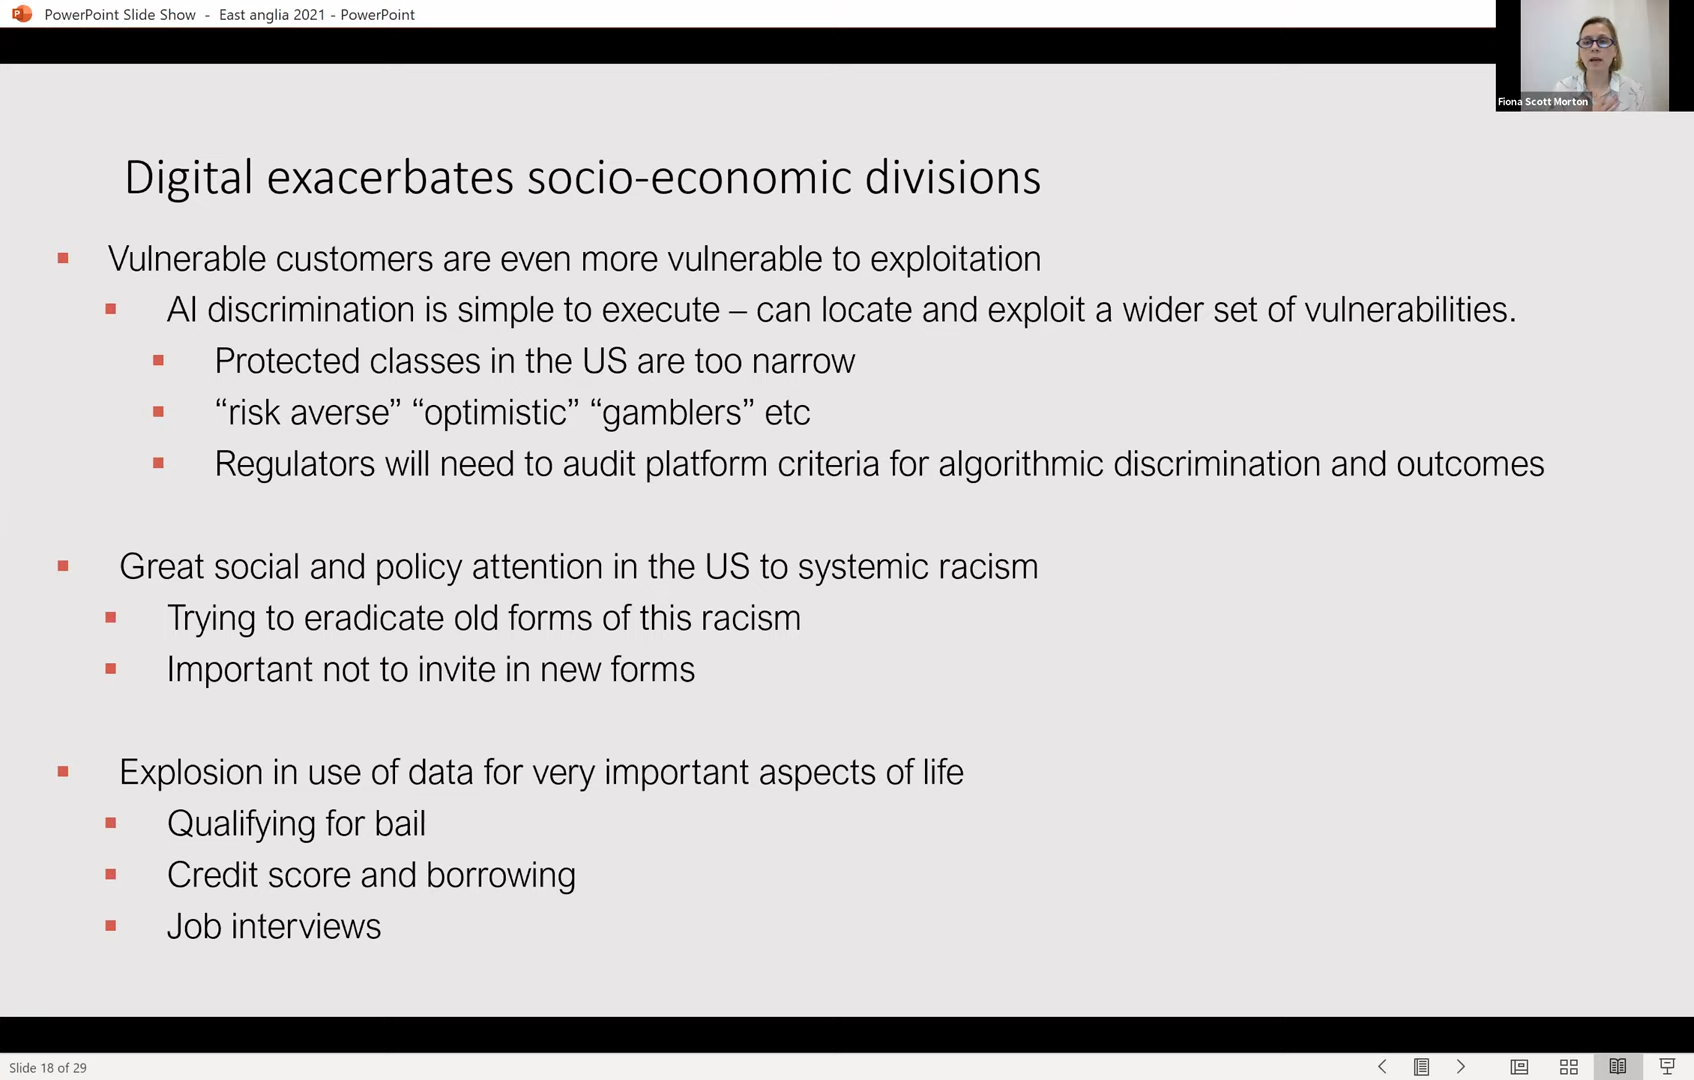 PowerPoint Slide Show - East anglia 2021 - PowerPoint
Fiona Scott Morton
Digital exacerbates socio-economic divisions
Vulnerable customers are even more vulnerable to exploitation
AI discrimination is simple to execute – can locate and exploit a wider set of vulnerabilities.
Protected classes in the US are too narrow
“risk averse” “optimistic” “gamblers” etc
Regulators will need to audit platform criteria for algorithmic discrimination and outcomes
Great social and policy attention in the US to systemic racism
Trying to eradicate old forms of this racism
Important not to invite in new forms
Explosion in use of data for very important aspects of life
Qualifying for bail
Credit score and borrowing
Job interviews
Slide 18 of 29